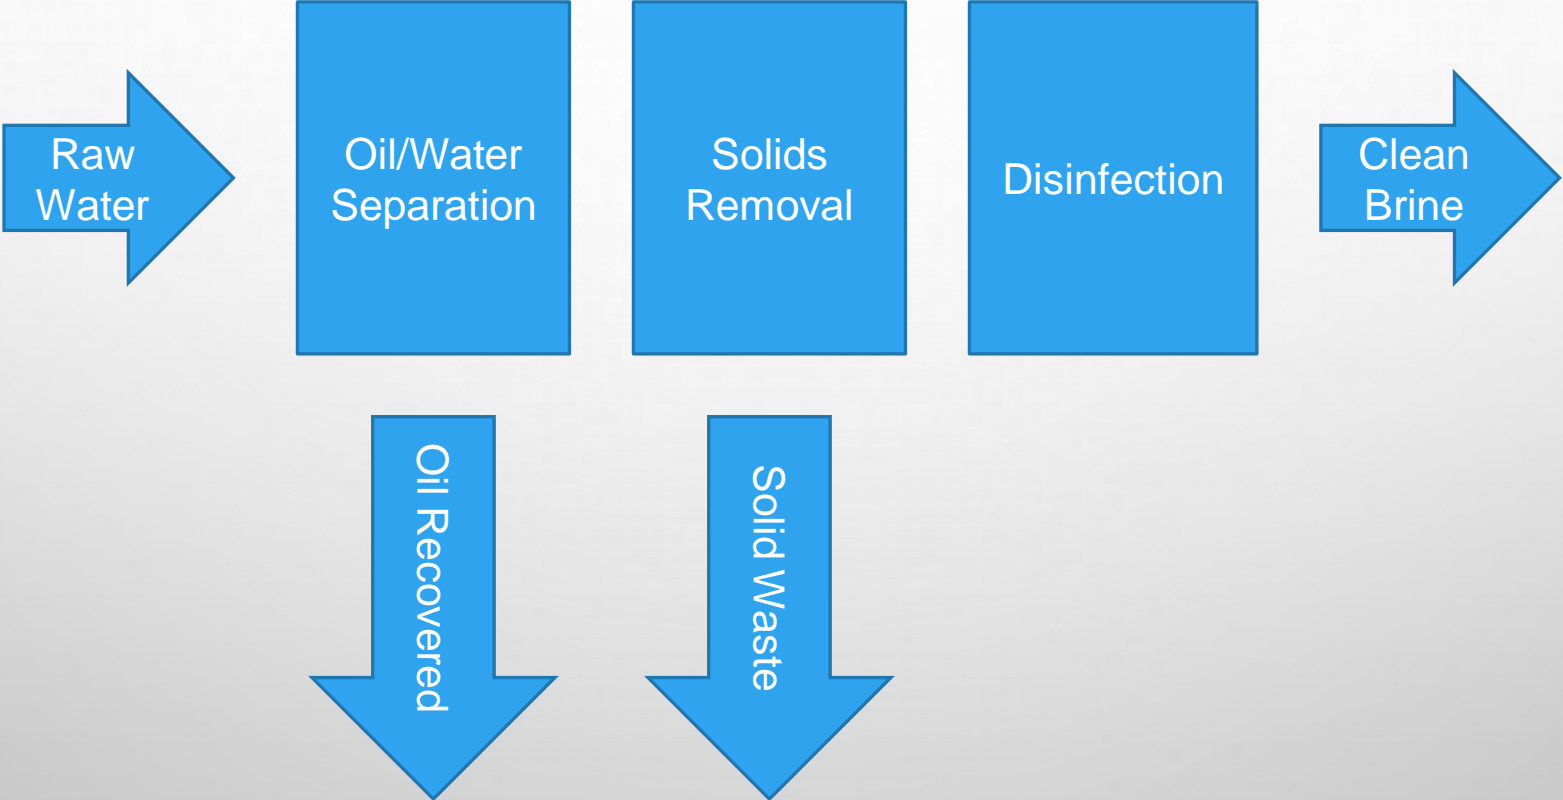 Raw
Water
Oil/Water
Separation
Solids
Removal
Disinfection
Clean
Brine
Oil Recovered
Solid Waste